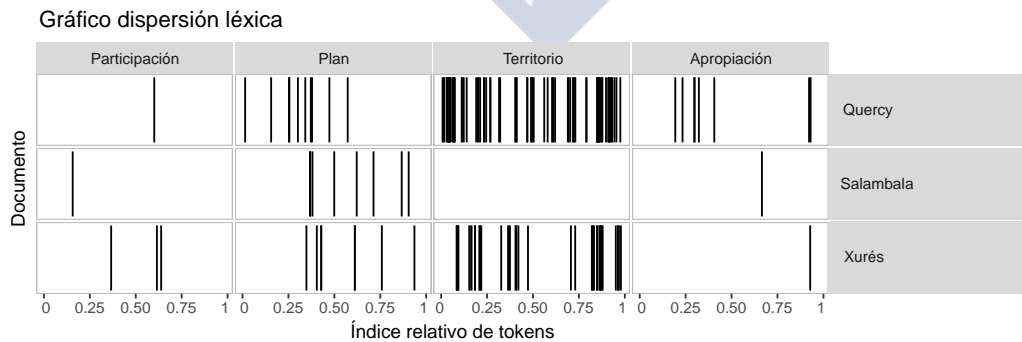 Gráfico dispersión léxica
Participación Plan Territorio Apropiación
Quercy
Salambala
Xurés
Documento
0 0.25 0.50 0.75 1 0 0.25 0.50 0.75 1 0 0.25 0.50 0.75 1 0 0.25 0.50 0.75 1
Índice relativo de tokens